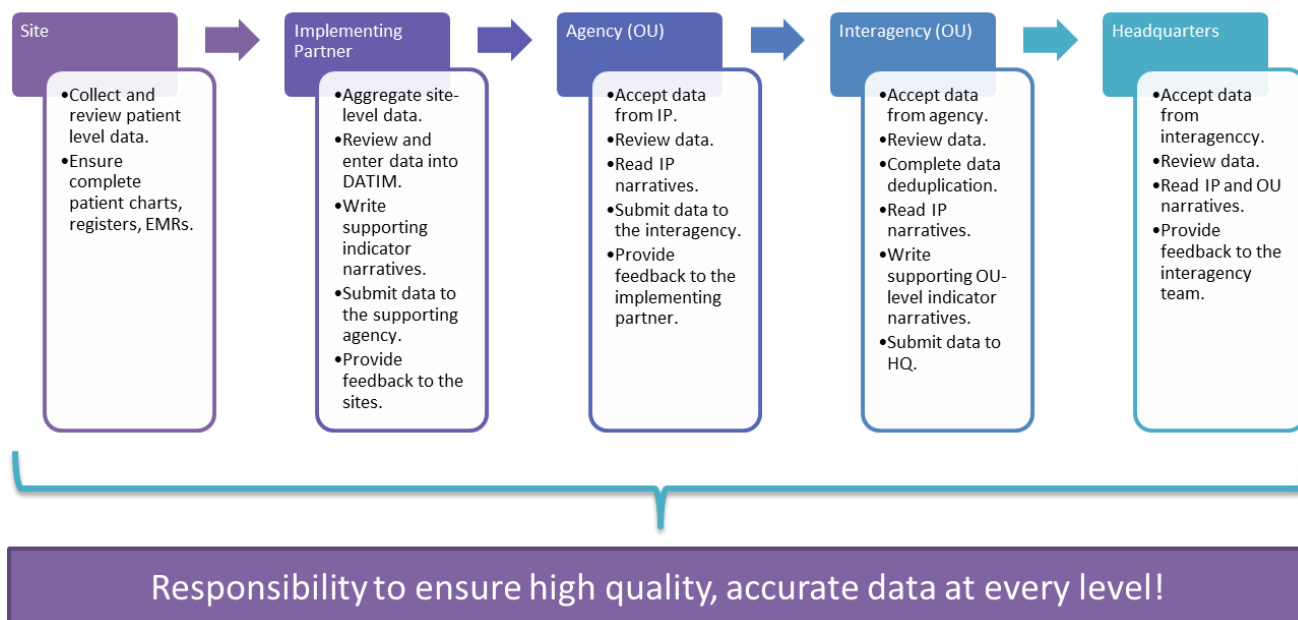 Site
•Collect and
review patient
level data.
•Ensure
complete
patient charts,
registers, EMRs.
Implementing
Partner
•Aggregate site-
level data.
•Review and
enter data into
DATIM.
•Write
supporting
indicator
narratives.
•Submit data to
the supporting
agency.
•Provide
feedback to the
sites.
Agency (OU)
•Accept data
from IP.
•Review data.
•Read IP
narratives.
•Submit data to
the interagency.
•Provide
feedback to the
implementing
partner.
Interagency (OU)
•Accept data
from agency.
•Review data.
•Complete data
deduplication.
•Read IP
narratives.
•Write
supporting OU-
level indicator
narratives.
•Submit data to
HQ.
Headquarters
•Accept data
from
interagenccy.
•Review data.
•Read IP and OU
narratives.
•Provide
feedback to the
interagency
team.
Responsibility to ensure high quality, accurate data at every level!